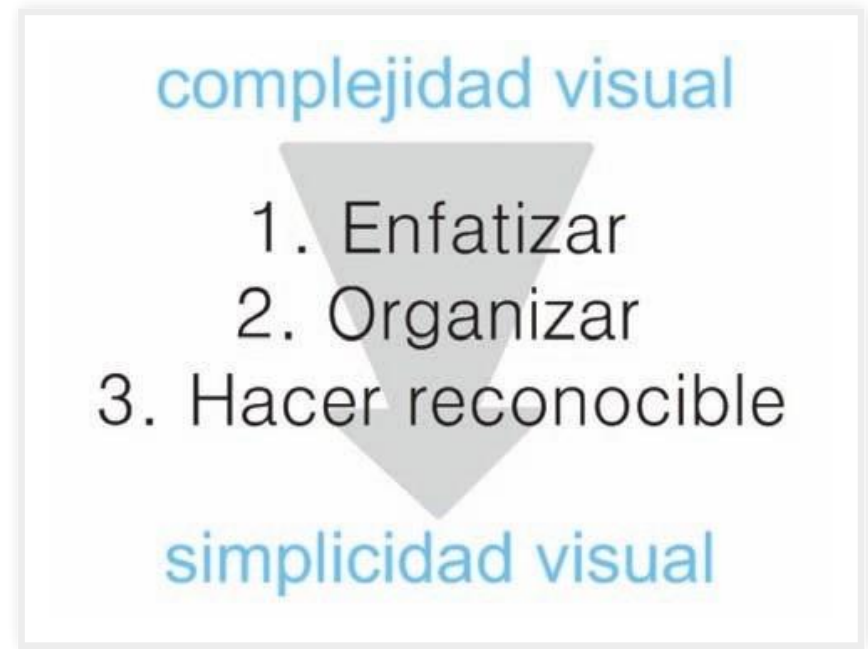 complejidad visual
1. Enfatizar
2. Organizar
3. Hacer reconocible
simplicidad visual